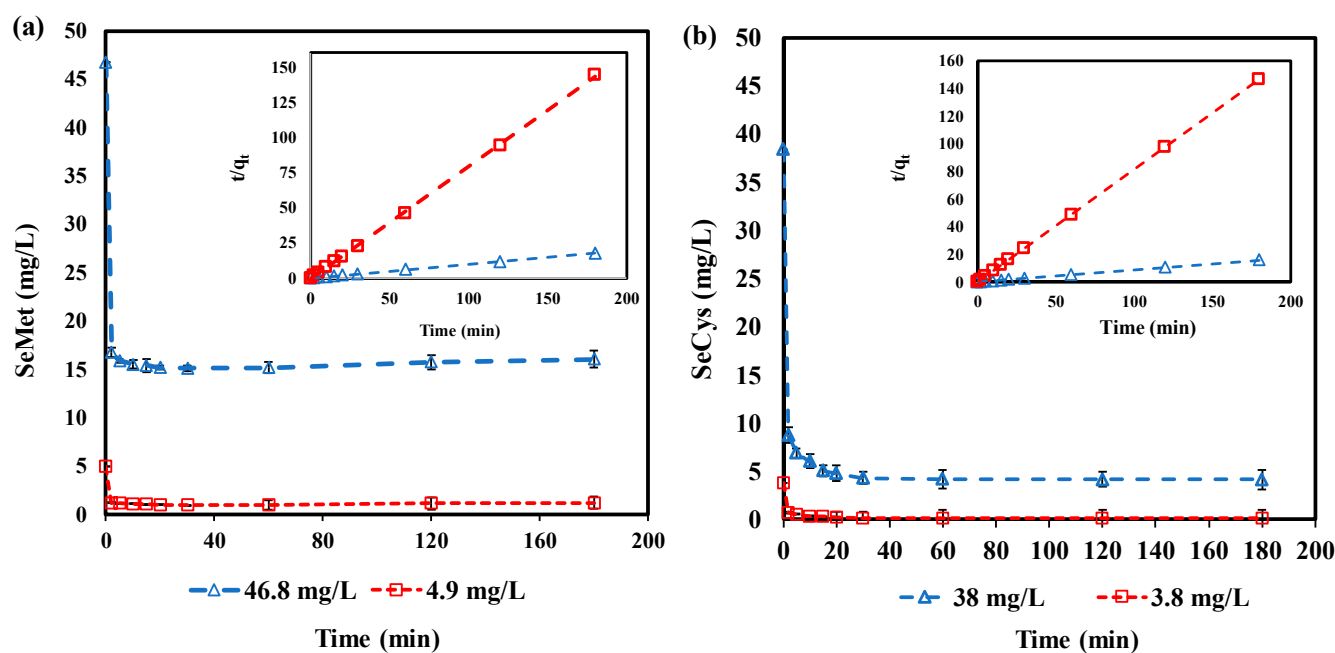 (a)
SeMet (mg/L)
50
45
40
35
30
25
20
15
10
5
0
0 40 80 120 160 200
Time (min)
46.8 mg/L 4.9 mg/L
t/qt
150
125
100
75
50
25
0
0 50 100 150 200
Time (min)
(b)
SeCys (mg/L)
50
45
40
35
30
25
20
15
10
5
0
0 20 40 60 80 100 120 140 160 180 200
38 mg/L 3.8 mg/L
Time (min)
t/qt
160
140
120
100
80
60
40
20
0
0 50 100 150 200
Time (min)